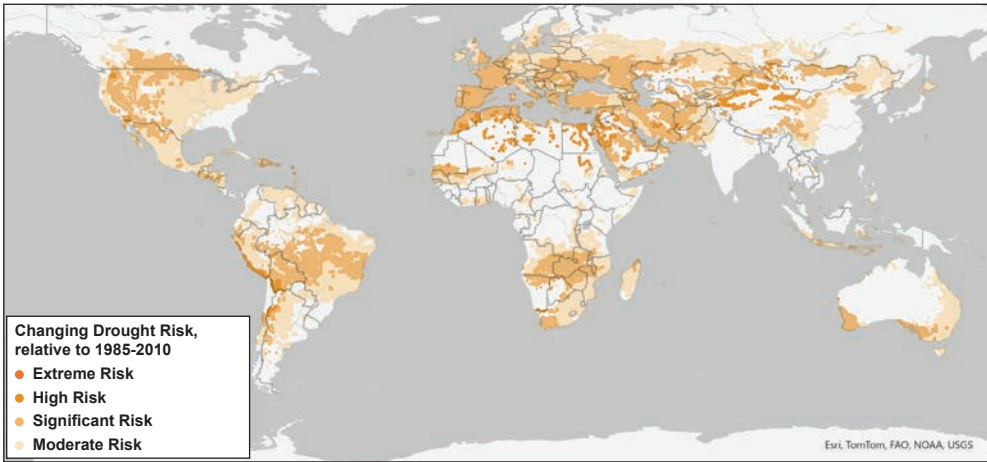 Changing Drought Risk,
relative to 1985-2010
Extreme Risk
High Risk
Significant Risk
Moderate Risk
Esri, TomTom, FAO, NOAA, USGS